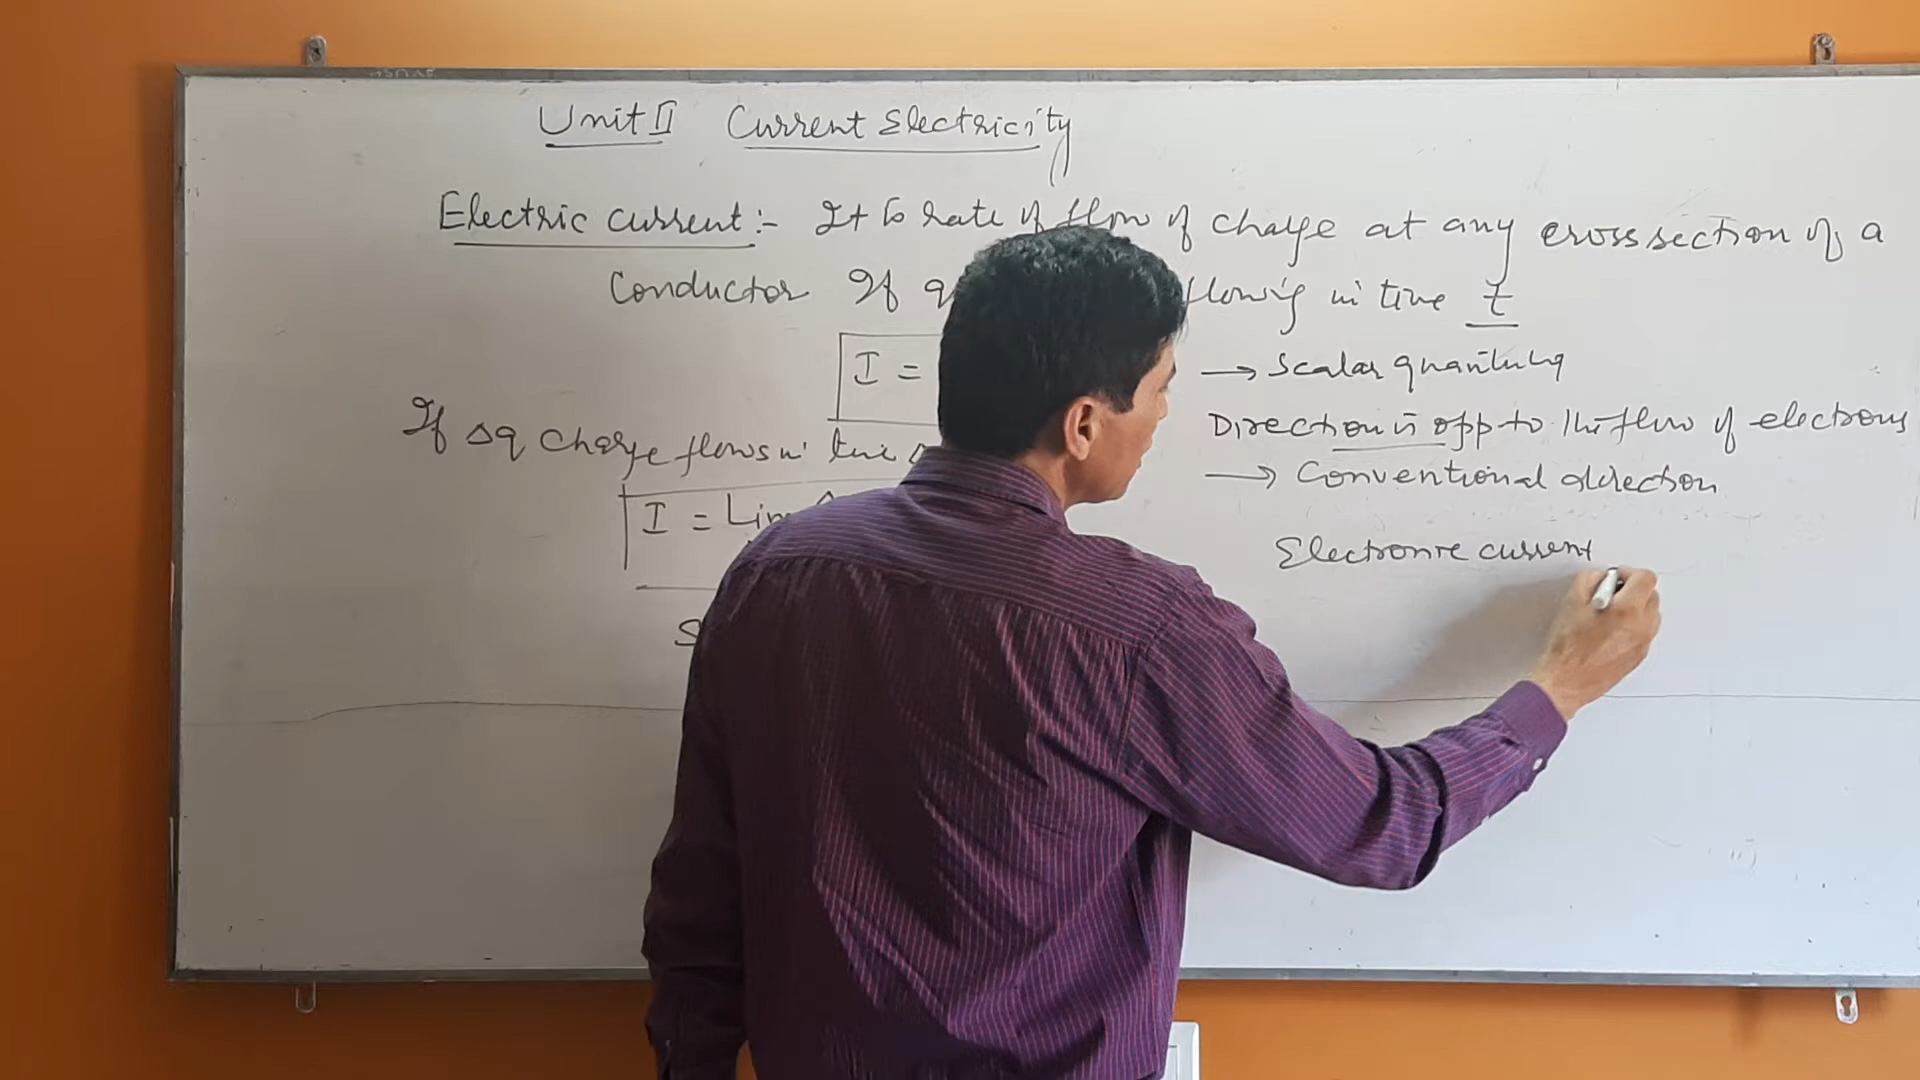 Unit II Current Electricity
Electric current :- It is rate of flow of charge at any cross section of a
Conductor If q flowing in time t
I =
→ Scalar quantity
If Δq charge flows in time
Direction is opp to the flow of electrons
→ Conventional direction
I = Lim
Electronic current
S